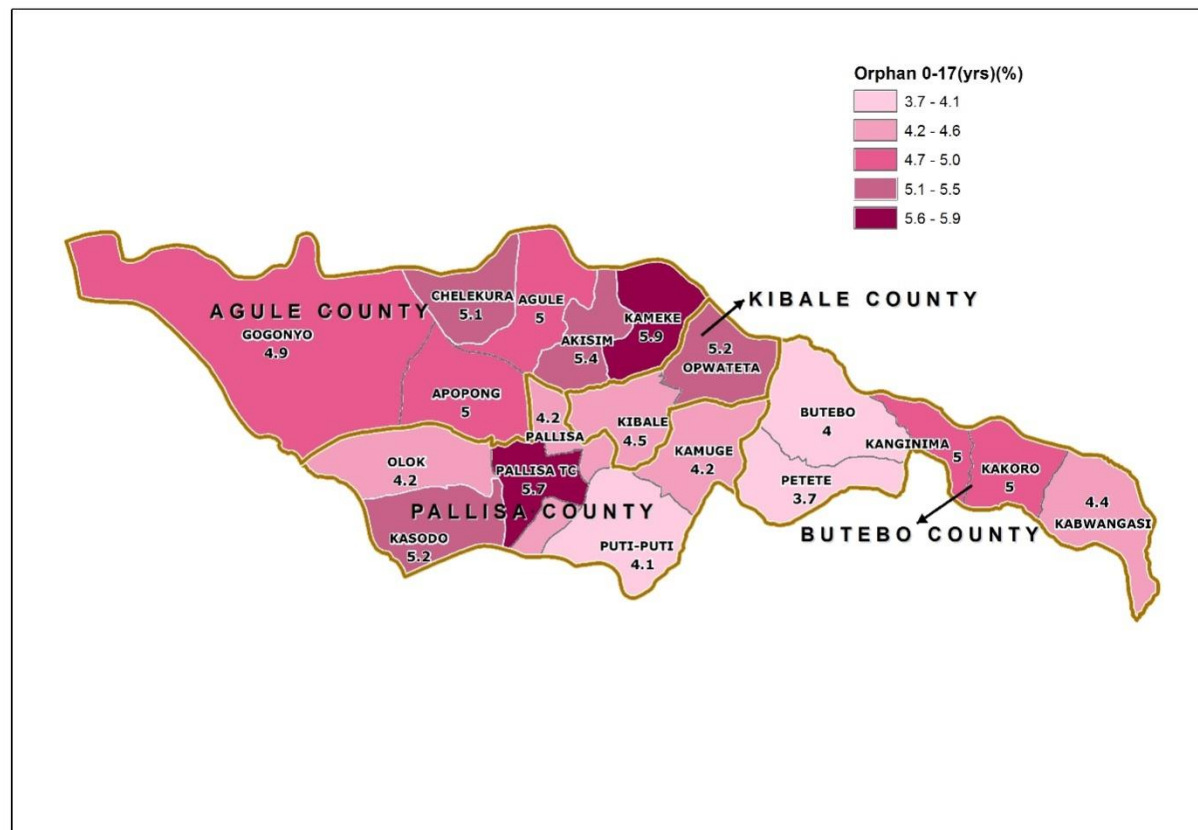 Orphan 0-17(yrs)(%)
3.7 - 4.1
4.2 - 4.6
4.7 - 5.0
5.1 - 5.5
5.6 - 5.9
AGULE COUNTY
GOGONYO
4.9
CHELEKURA
5.1
AGULE
5
AKISIM
5.4
KAMEKE
5.9
KIBALE COUNTY
5.2
OPWATETA
APOPONG
5
4.2
PALLISA
KIBALE
4.5
KAMUGE
4.2
BUTEBO
4
KANGINIMA
5
KAKORO
5
4.4
KABWANGASI
OLOK
4.2
PALLISA TC
5.7
PETETE
3.7
PALLISA COUNTY
BUTEBO COUNTY
KASODO
5.2
PUTI-PUTI
4.1